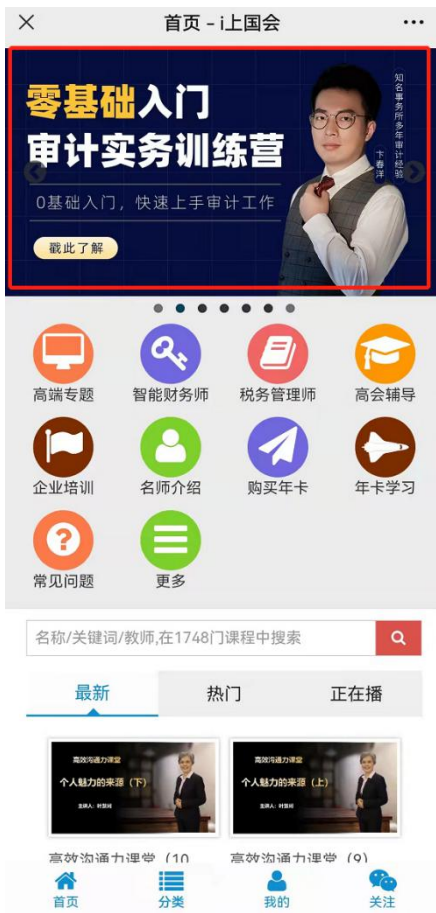 首页 – i上国会
零基础入门
审计实务训练营
0基础入门，快速上手审计工作
戳此了解
知名事务所多年审计经验
卞春洋
高端专题 智能财务师 税务管理师 高会辅导
企业培训 名师介绍 购买年卡 年卡学习
常见问题 更多
名称/关键词/教师,在1748门课程中搜索
最新 热门 正在播
高效沟通力课堂
个人魅力的来源（下）
高效沟通力课堂
个人魅力的来源（上）
高效沟通力课堂（10 高效沟通力课堂（9）
首页 分类 我的 关注